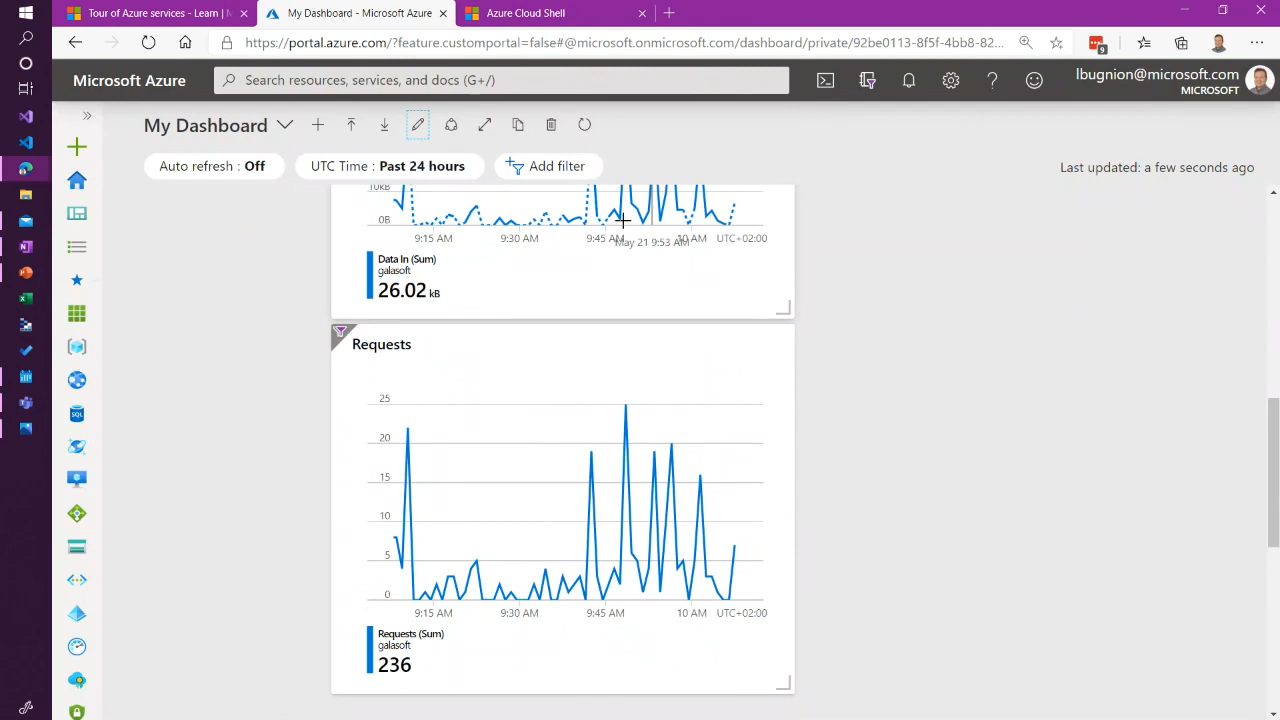 Tour of Azure services - Learn | M
My Dashboard - Microsoft Azure
Azure Cloud Shell
https://portal.azure.com/?feature.customportal=false#@microsoft.onmicrosoft.com/dashboard/private/92be0113-8f5f-4bb8-82...
9
Microsoft Azure
Search resources, services, and docs (G+/)
lbugnion@microsoft.com
MICROSOFT
My Dashboard
Auto refresh : Off
UTC Time : Past 24 hours
Add filter
Last updated: a few seconds ago
10kB
0B
9:15 AM
9:30 AM
9:45 AM
10 AM
UTC+02:00
May 21 9:53 AM
Data In (Sum)
galasoft
26.02 kB
Requests
25
20
15
10
5
0
9:15 AM
9:30 AM
9:45 AM
10 AM
UTC+02:00
Requests (Sum)
galasoft
236
SQL